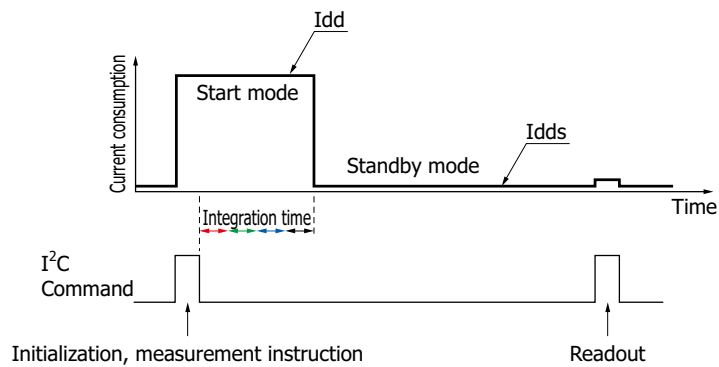 Idd
Current consumption
Start mode
Idds
Standby mode
Time
Integration time
I²C
Command
Initialization, measurement instruction
Readout